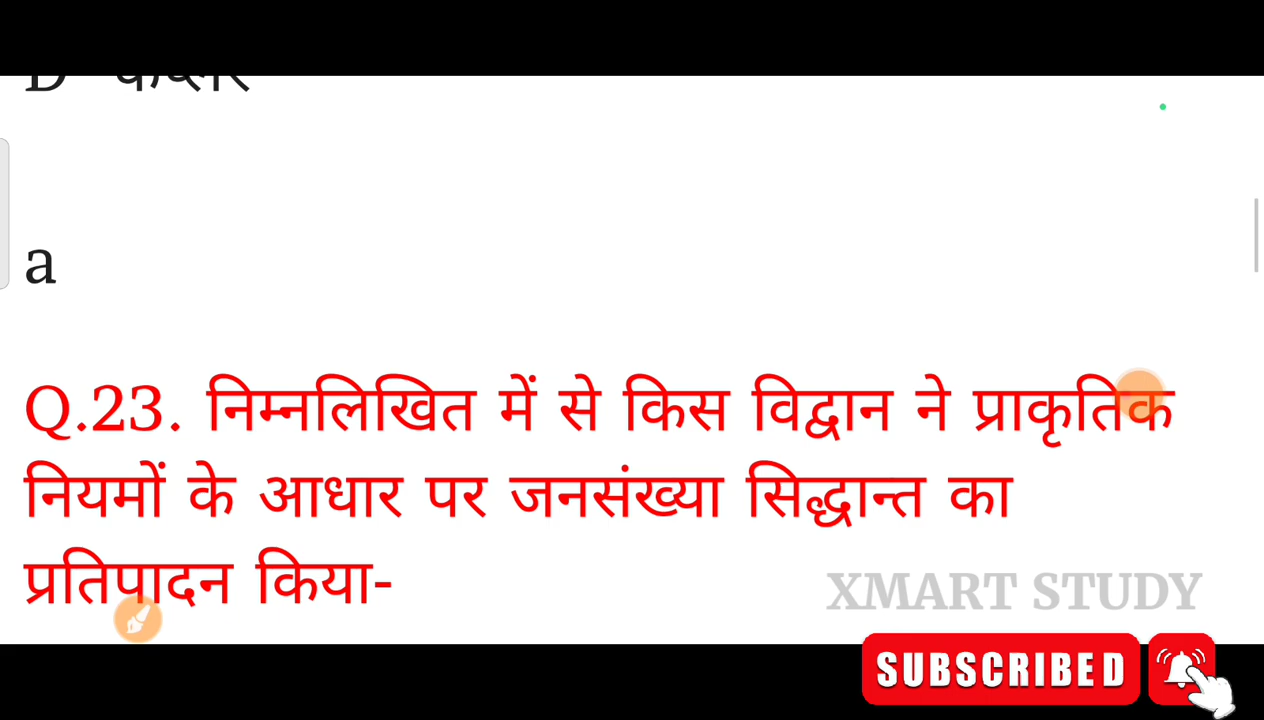 D
a
Q.23. निम्नलिखित में से किस विद्वान ने प्राकृतिक
नियमों के आधार पर जनसंख्या सिद्धान्त का
प्रतिपादन किया-
XMART STUDY
SUBSCRIBED